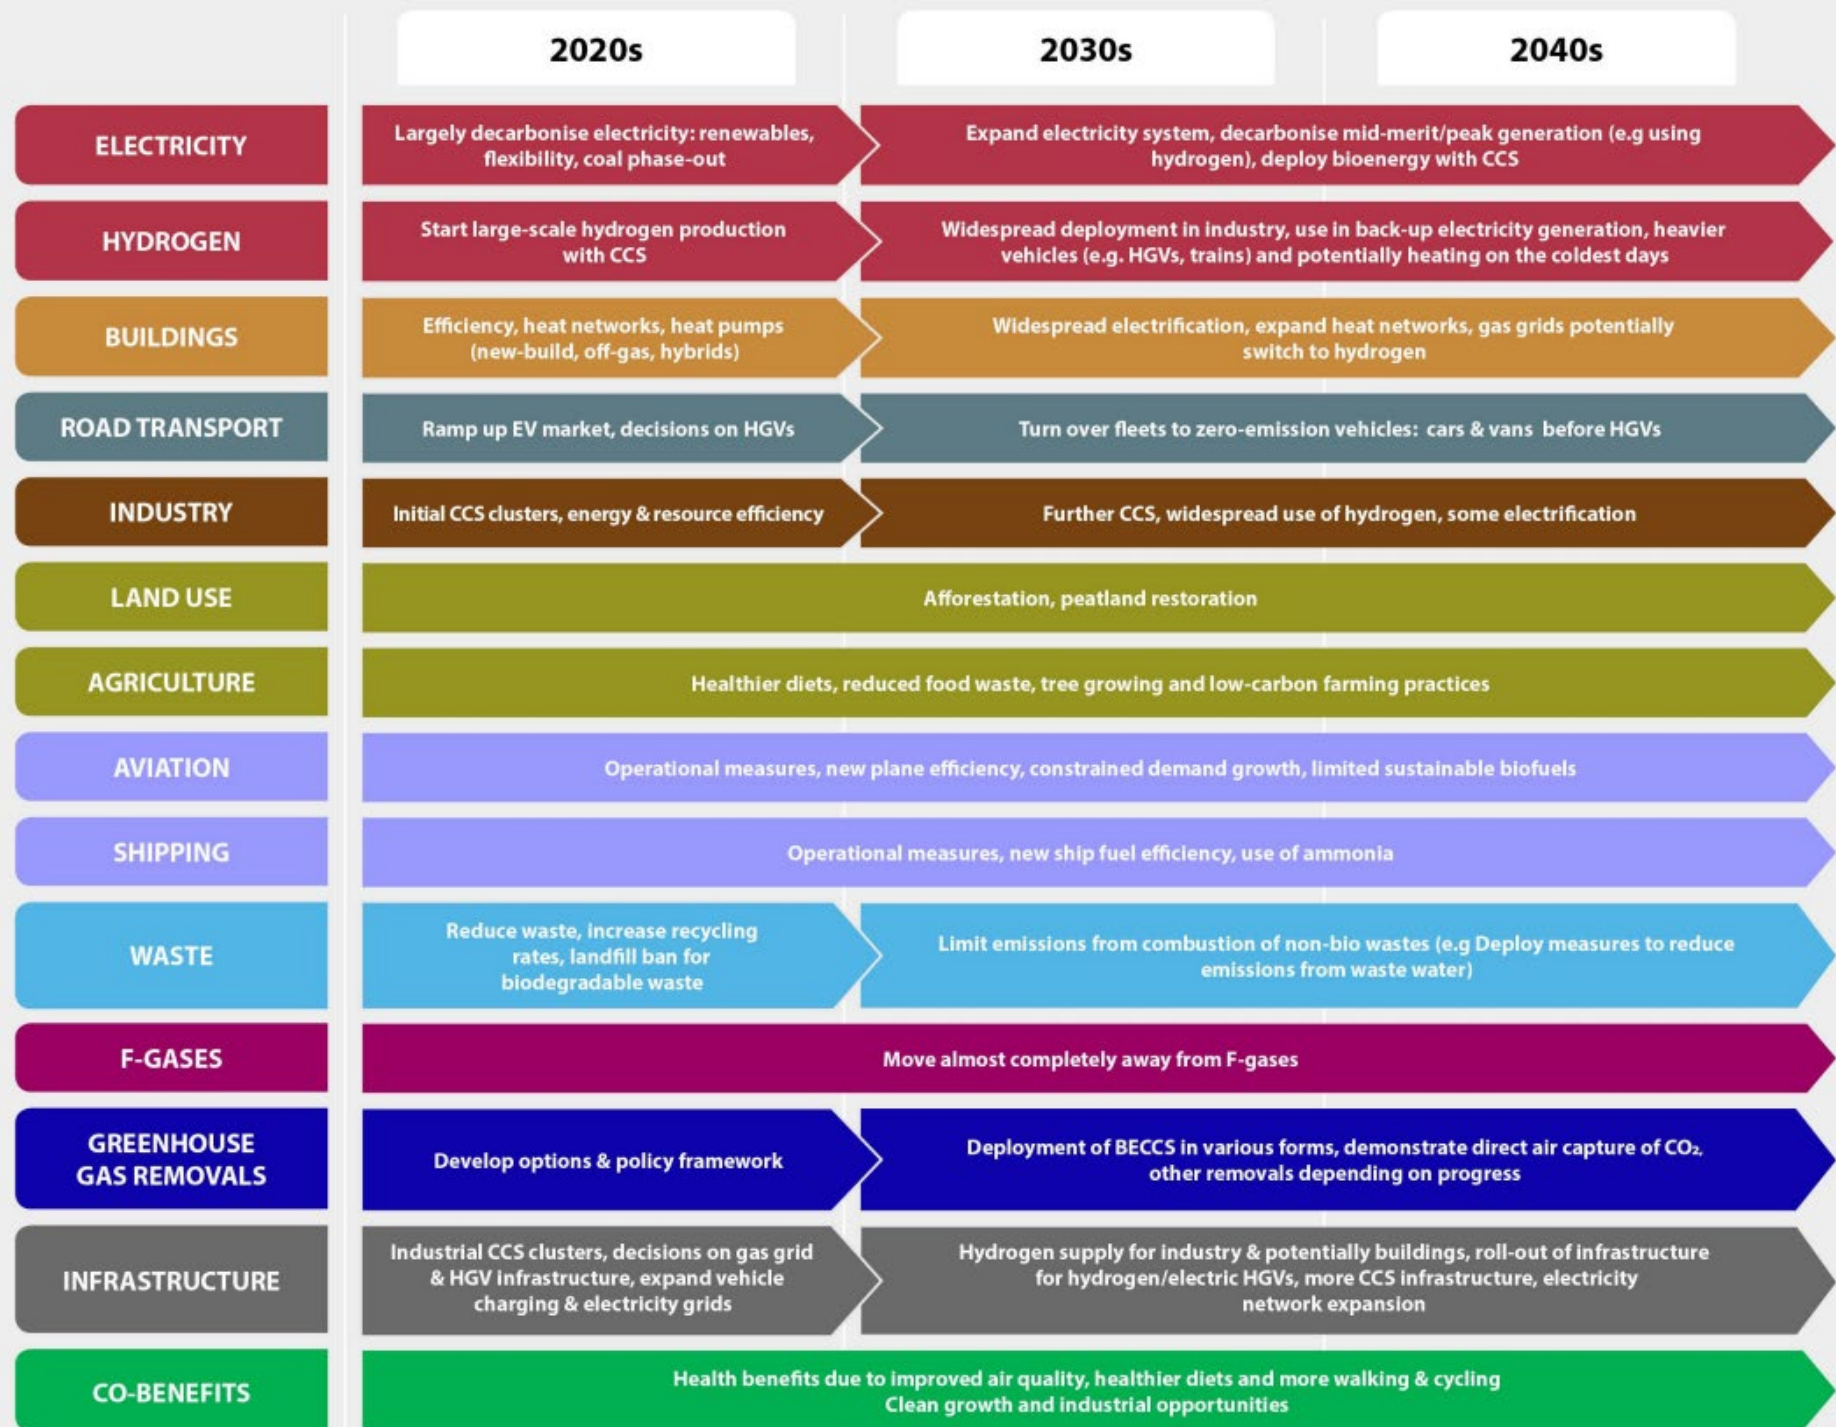 2020s
2030s
2040s
ELECTRICITY
Largely decarbonise electricity: renewables,
flexibility, coal phase-out
Expand electricity system, decarbonise mid-merit/peak generation (e.g using
hydrogen), deploy bioenergy with CCS
HYDROGEN
Start large-scale hydrogen production
with CCS
Widespread deployment in industry, use in back-up electricity generation, heavier
vehicles (e.g. HGVs, trains) and potentially heating on the coldest days
BUILDINGS
Efficiency, heat networks, heat pumps
(new-build, off-gas, hybrids)
Widespread electrification, expand heat networks, gas grids potentially
switch to hydrogen
ROAD TRANSPORT
Ramp up EV market, decisions on HGVs
Turn over fleets to zero-emission vehicles: cars & vans before HGVs
INDUSTRY
Initial CCS clusters, energy & resource efficiency
Further CCS, widespread use of hydrogen, some electrification
LAND USE
Afforestation, peatland restoration
AGRICULTURE
Healthier diets, reduced food waste, tree growing and low-carbon farming practices
AVIATION
Operational measures, new plane efficiency, constrained demand growth, limited sustainable biofuels
SHIPPING
Operational measures, new ship fuel efficiency, use of ammonia
WASTE
Reduce waste, increase recycling
rates, landfill ban for
biodegradable waste
Limit emissions from combustion of non-bio wastes (e.g Deploy measures to reduce
emissions from waste water)
F-GASES
Move almost completely away from F-gases
GREENHOUSE
GAS REMOVALS
Develop options & policy framework
Deployment of BECCS in various forms, demonstrate direct air capture of CO₂,
other removals depending on progress
INFRASTRUCTURE
Industrial CCS clusters, decisions on gas grid
& HGV infrastructure, expand vehicle
charging & electricity grids
Hydrogen supply for industry & potentially buildings, roll-out of infrastructure
for hydrogen/electric HGVs, more CCS infrastructure, electricity
network expansion
CO-BENEFITS
Health benefits due to improved air quality, healthier diets and more walking & cycling
Clean growth and industrial opportunities